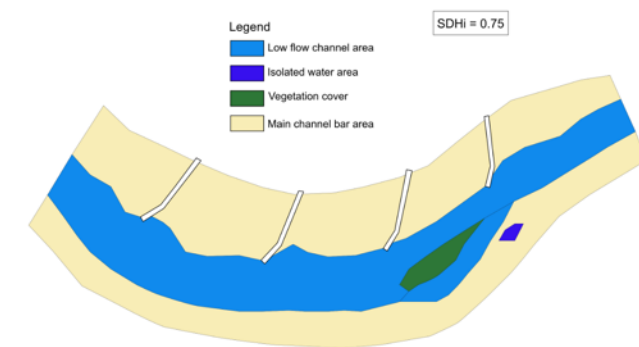 SDHi = 0.75
Legend
Low flow channel area
Isolated water area
Vegetation cover
Main channel bar area